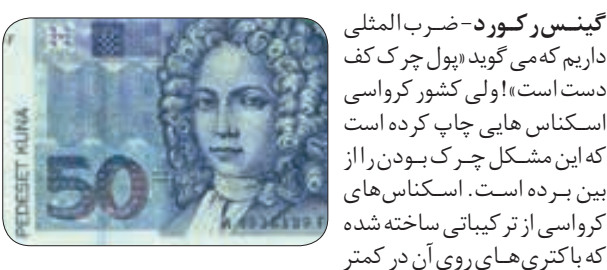 گینس رکورد-ضرب المثلی
داریم که می گوید «پول چرک کف
دست است»! ولی کشور کرواسی
اسکناس هایی چاپ کرده است
که این مشکل چرک بودن را از
بین برده است. اسکناس های
کرواسی از ترکیباتی ساخته شده
که باکتری های روی آن در کمتر
PEDESET KUNA
50